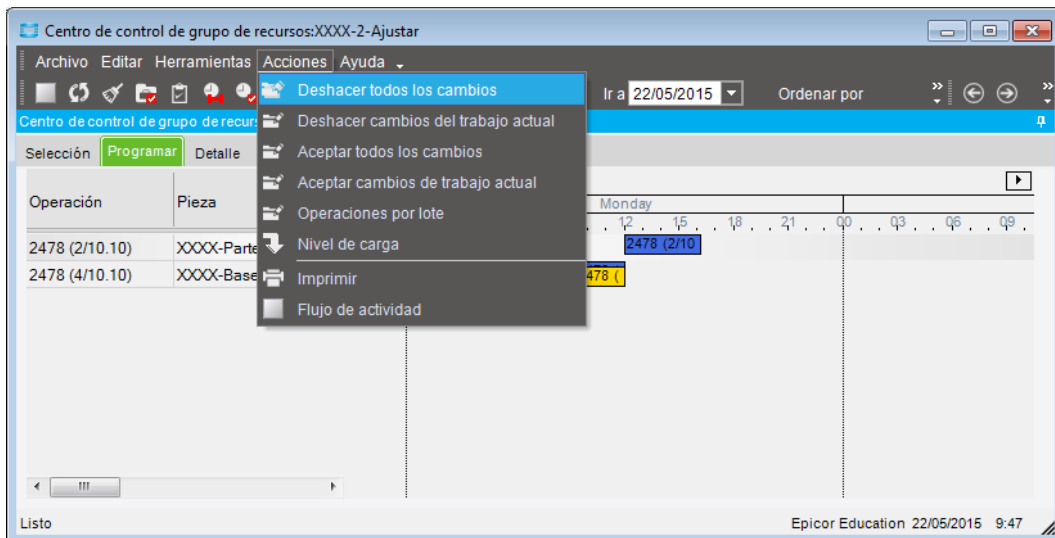 Centro de control de grupo de recursos:XXXX-2-Ajustar
Archivo Editar Herramientas Acciones Ayuda
Ir a 22/05/2015 Ordenar por
Centro de control de grupo de recur
Selección Programar Detalle
Deshacer todos los cambios
Deshacer cambios del trabajo actual
Aceptar todos los cambios
Aceptar cambios de trabajo actual
Operaciones por lote
Nivel de carga
Imprimir
Flujo de actividad
Operación Pieza
Monday
12 15 18 21 00 03 06 09
2478 (2/10.10) XXXX-Parte 2478 (2/10
2478 (4/10.10) XXXX-Base 478 (
Listo Epicor Education 22/05/2015 9:47